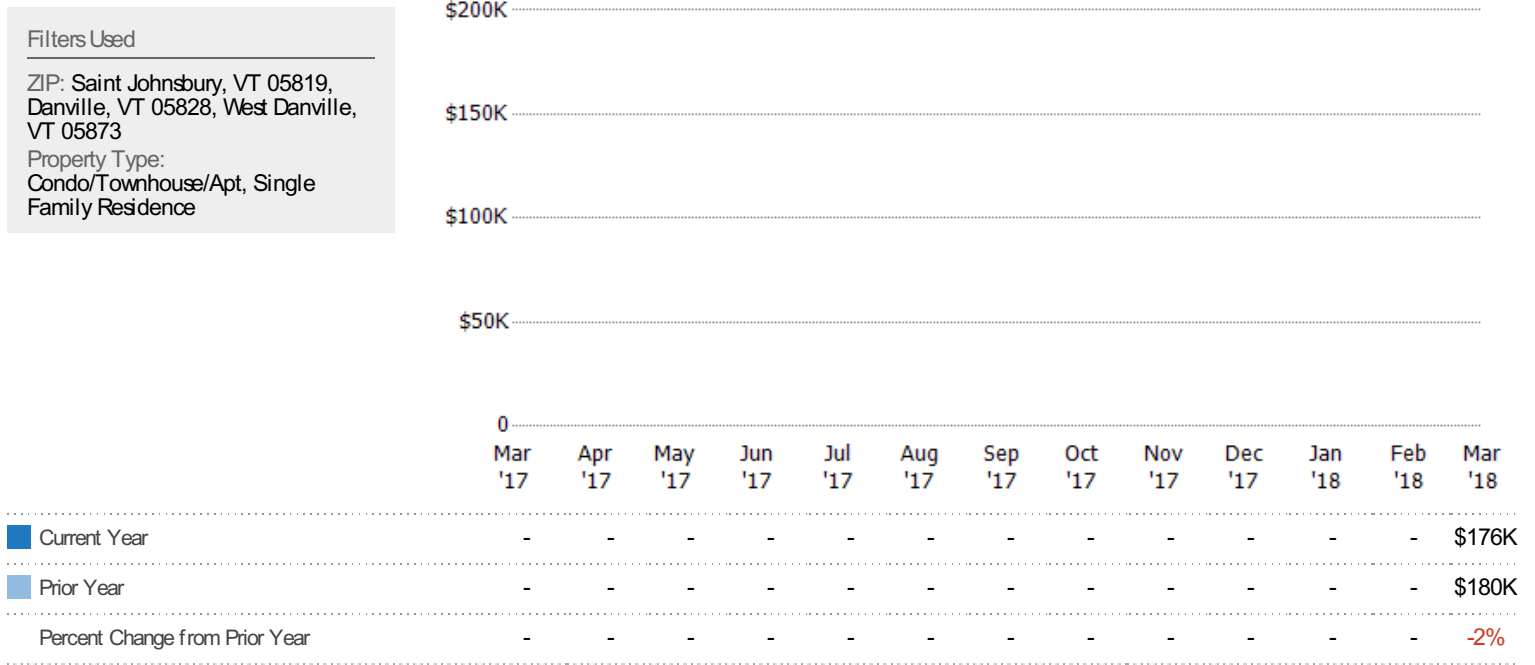 Filters Used
ZIP: Saint Johnsbury, VT 05819,
Danville, VT 05828, West Danville,
VT 05873
Property Type:
Condo/Townhouse/Apt, Single
Family Residence
$200K
$150K
$100K
$50K
0
Mar '17 Apr '17 May '17 Jun '17 Jul '17 Aug '17 Sep '17 Oct '17 Nov '17 Dec '17 Jan '18 Feb '18 Mar '18
Current Year - - - - - - - - - - - - $176K
Prior Year - - - - - - - - - - - - $180K
Percent Change from Prior Year - - - - - - - - - - - - -2%